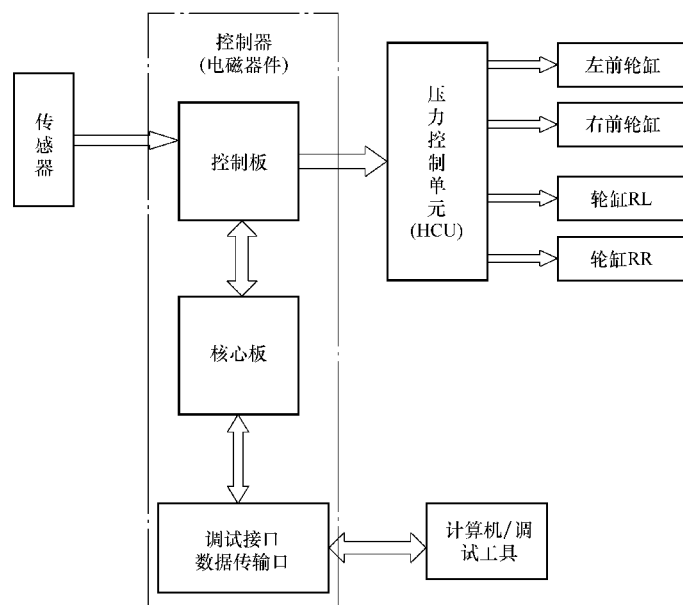 控制器
(电磁器件)
传感器
控制板
压力控制单元
(HCU)
左前轮缸
右前轮缸
轮缸RL
轮缸RR
核心板
调试接口
数据传输口
计算机/调
试工具